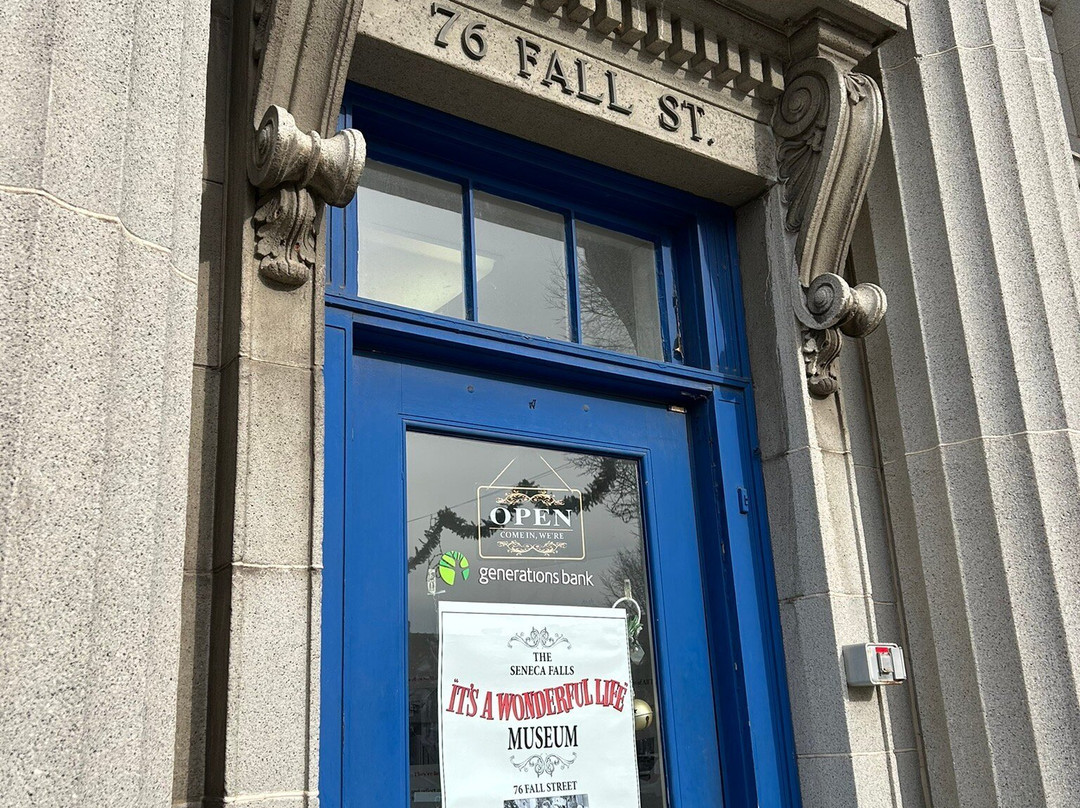 76 FALL ST.
OPEN
COME IN, WE'RE
generations bank
THE
SENECA FALLS
"IT'S A WONDERFUL LIFE"
MUSEUM
76 FALL STREET